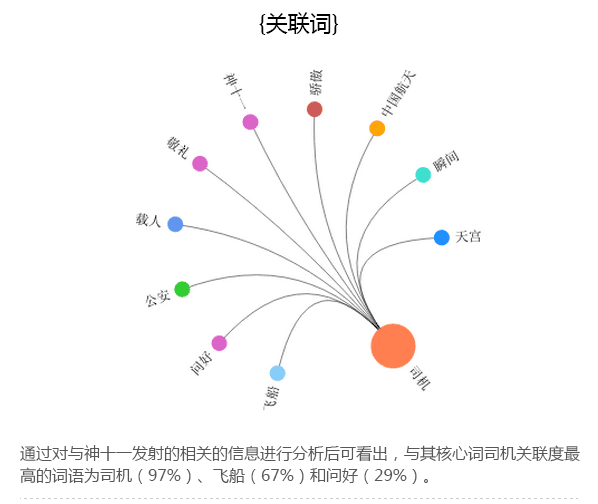 {关联词}
神十一
骄傲
中国航天
敬礼
瞬间
载人
天宫
公安
问好
飞船
司机
通过对与神十一发射的相关的信息进行分析后可看出，与其核心词司机关联度最
高的词语为司机（97%）、飞船（67%）和问好（29%）。